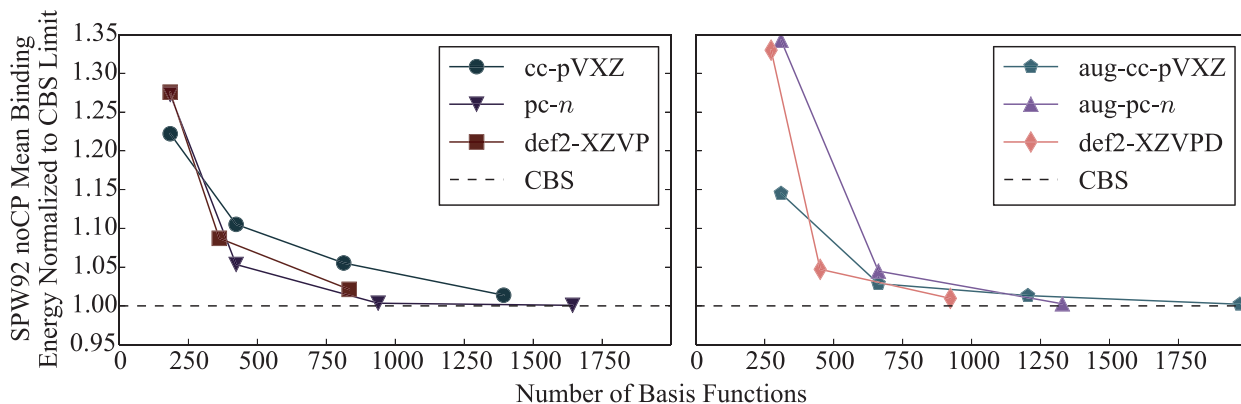 SPW92 noCP Mean Binding
Energy Normalized to CBS Limit
1.35
1.30
1.25
1.20
1.15
1.10
1.05
1.00
0.95
0 250 500 750 1000 1250 1500 1750
cc-pVXZ
pc-n
def2-XZVP
CBS
0 250 500 750 1000 1250 1500 1750
aug-cc-pVXZ
aug-pc-n
def2-XZVPD
CBS
Number of Basis Functions